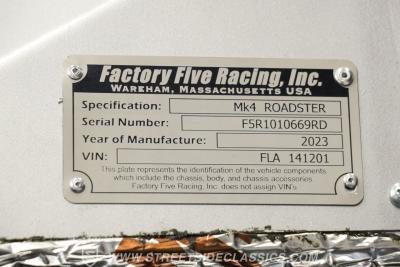 Factory Five Racing, Inc.
Wareham, Massachusetts USA
Specification: Mk4 ROADSTER
Serial Number: F5R1010669RD
Year of Manufacture: 2023
VIN: FLA 141201
This plate represents the identification of the vehicle components
which include the chassis, body, and chassis accessories.
Factory Five Racing, Inc. does not assign VIN's.
WWW.STREETSIDECLASSICS.COM